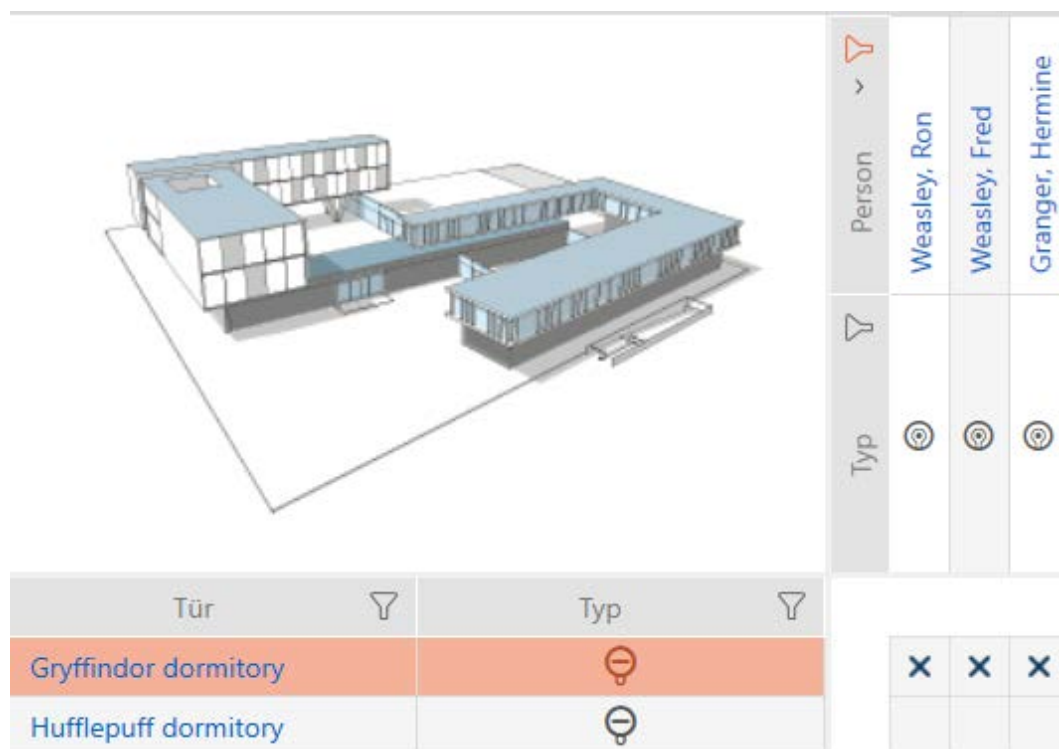 Person
Weasley, Ron
Weasley, Fred
Granger, Hermine
Typ
Tür
Typ
Gryffindor dormitory
Hufflepuff dormitory